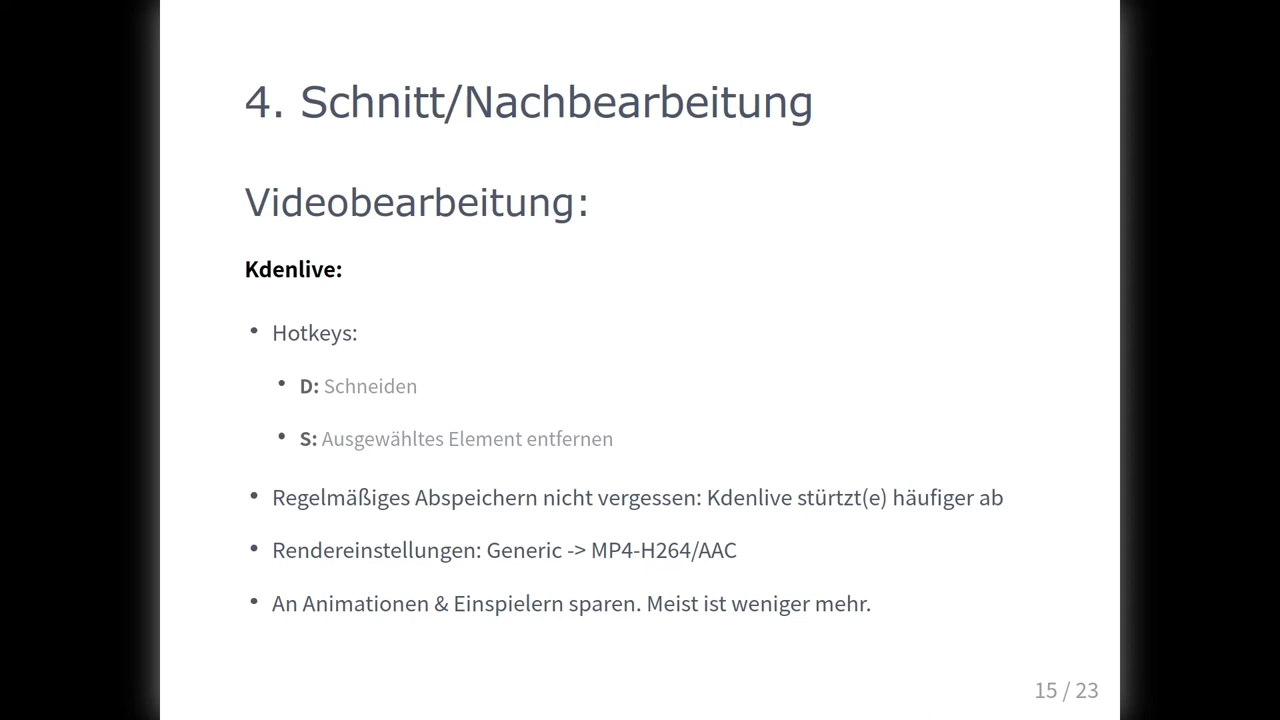 4. Schnitt/Nachbearbeitung
Videobearbeitung:
Kdenlive:
• Hotkeys:
• D: Schneiden
• S: Ausgewähltes Element entfernen
• Regelmäßiges Abspeichern nicht vergessen: Kdenlive stürtzt(e) häufiger ab
• Rendereinstellungen: Generic -> MP4-H264/AAC
• An Animationen & Einspielern sparen. Meist ist weniger mehr.
15 / 23